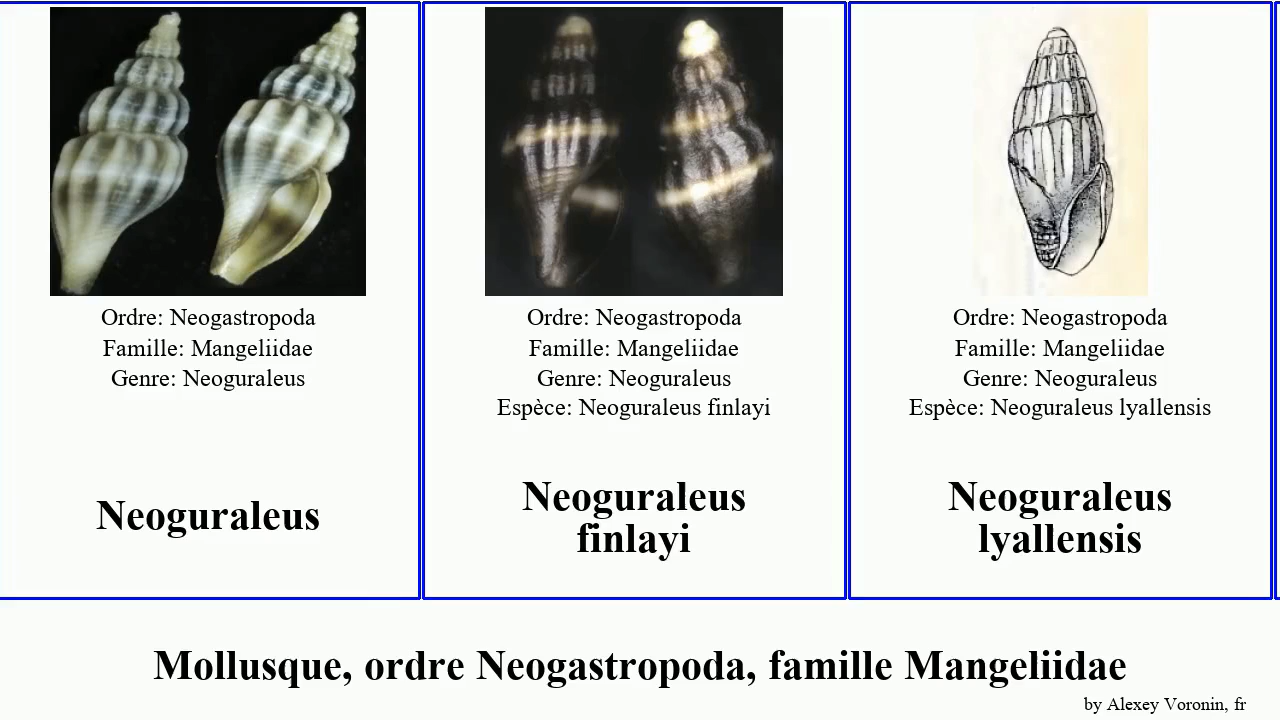 Ordre: Neogastropoda
Famille: Mangeliidae
Genre: Neoguraleus
Neoguraleus
Ordre: Neogastropoda
Famille: Mangeliidae
Genre: Neoguraleus
Espèce: Neoguraleus finlayi
Neoguraleus
finlayi
Ordre: Neogastropoda
Famille: Mangeliidae
Genre: Neoguraleus
Espèce: Neoguraleus lyallensis
Neoguraleus
lyallensis
Mollusque, ordre Neogastropoda, famille Mangeliidae
by Alexey Voronin, fr